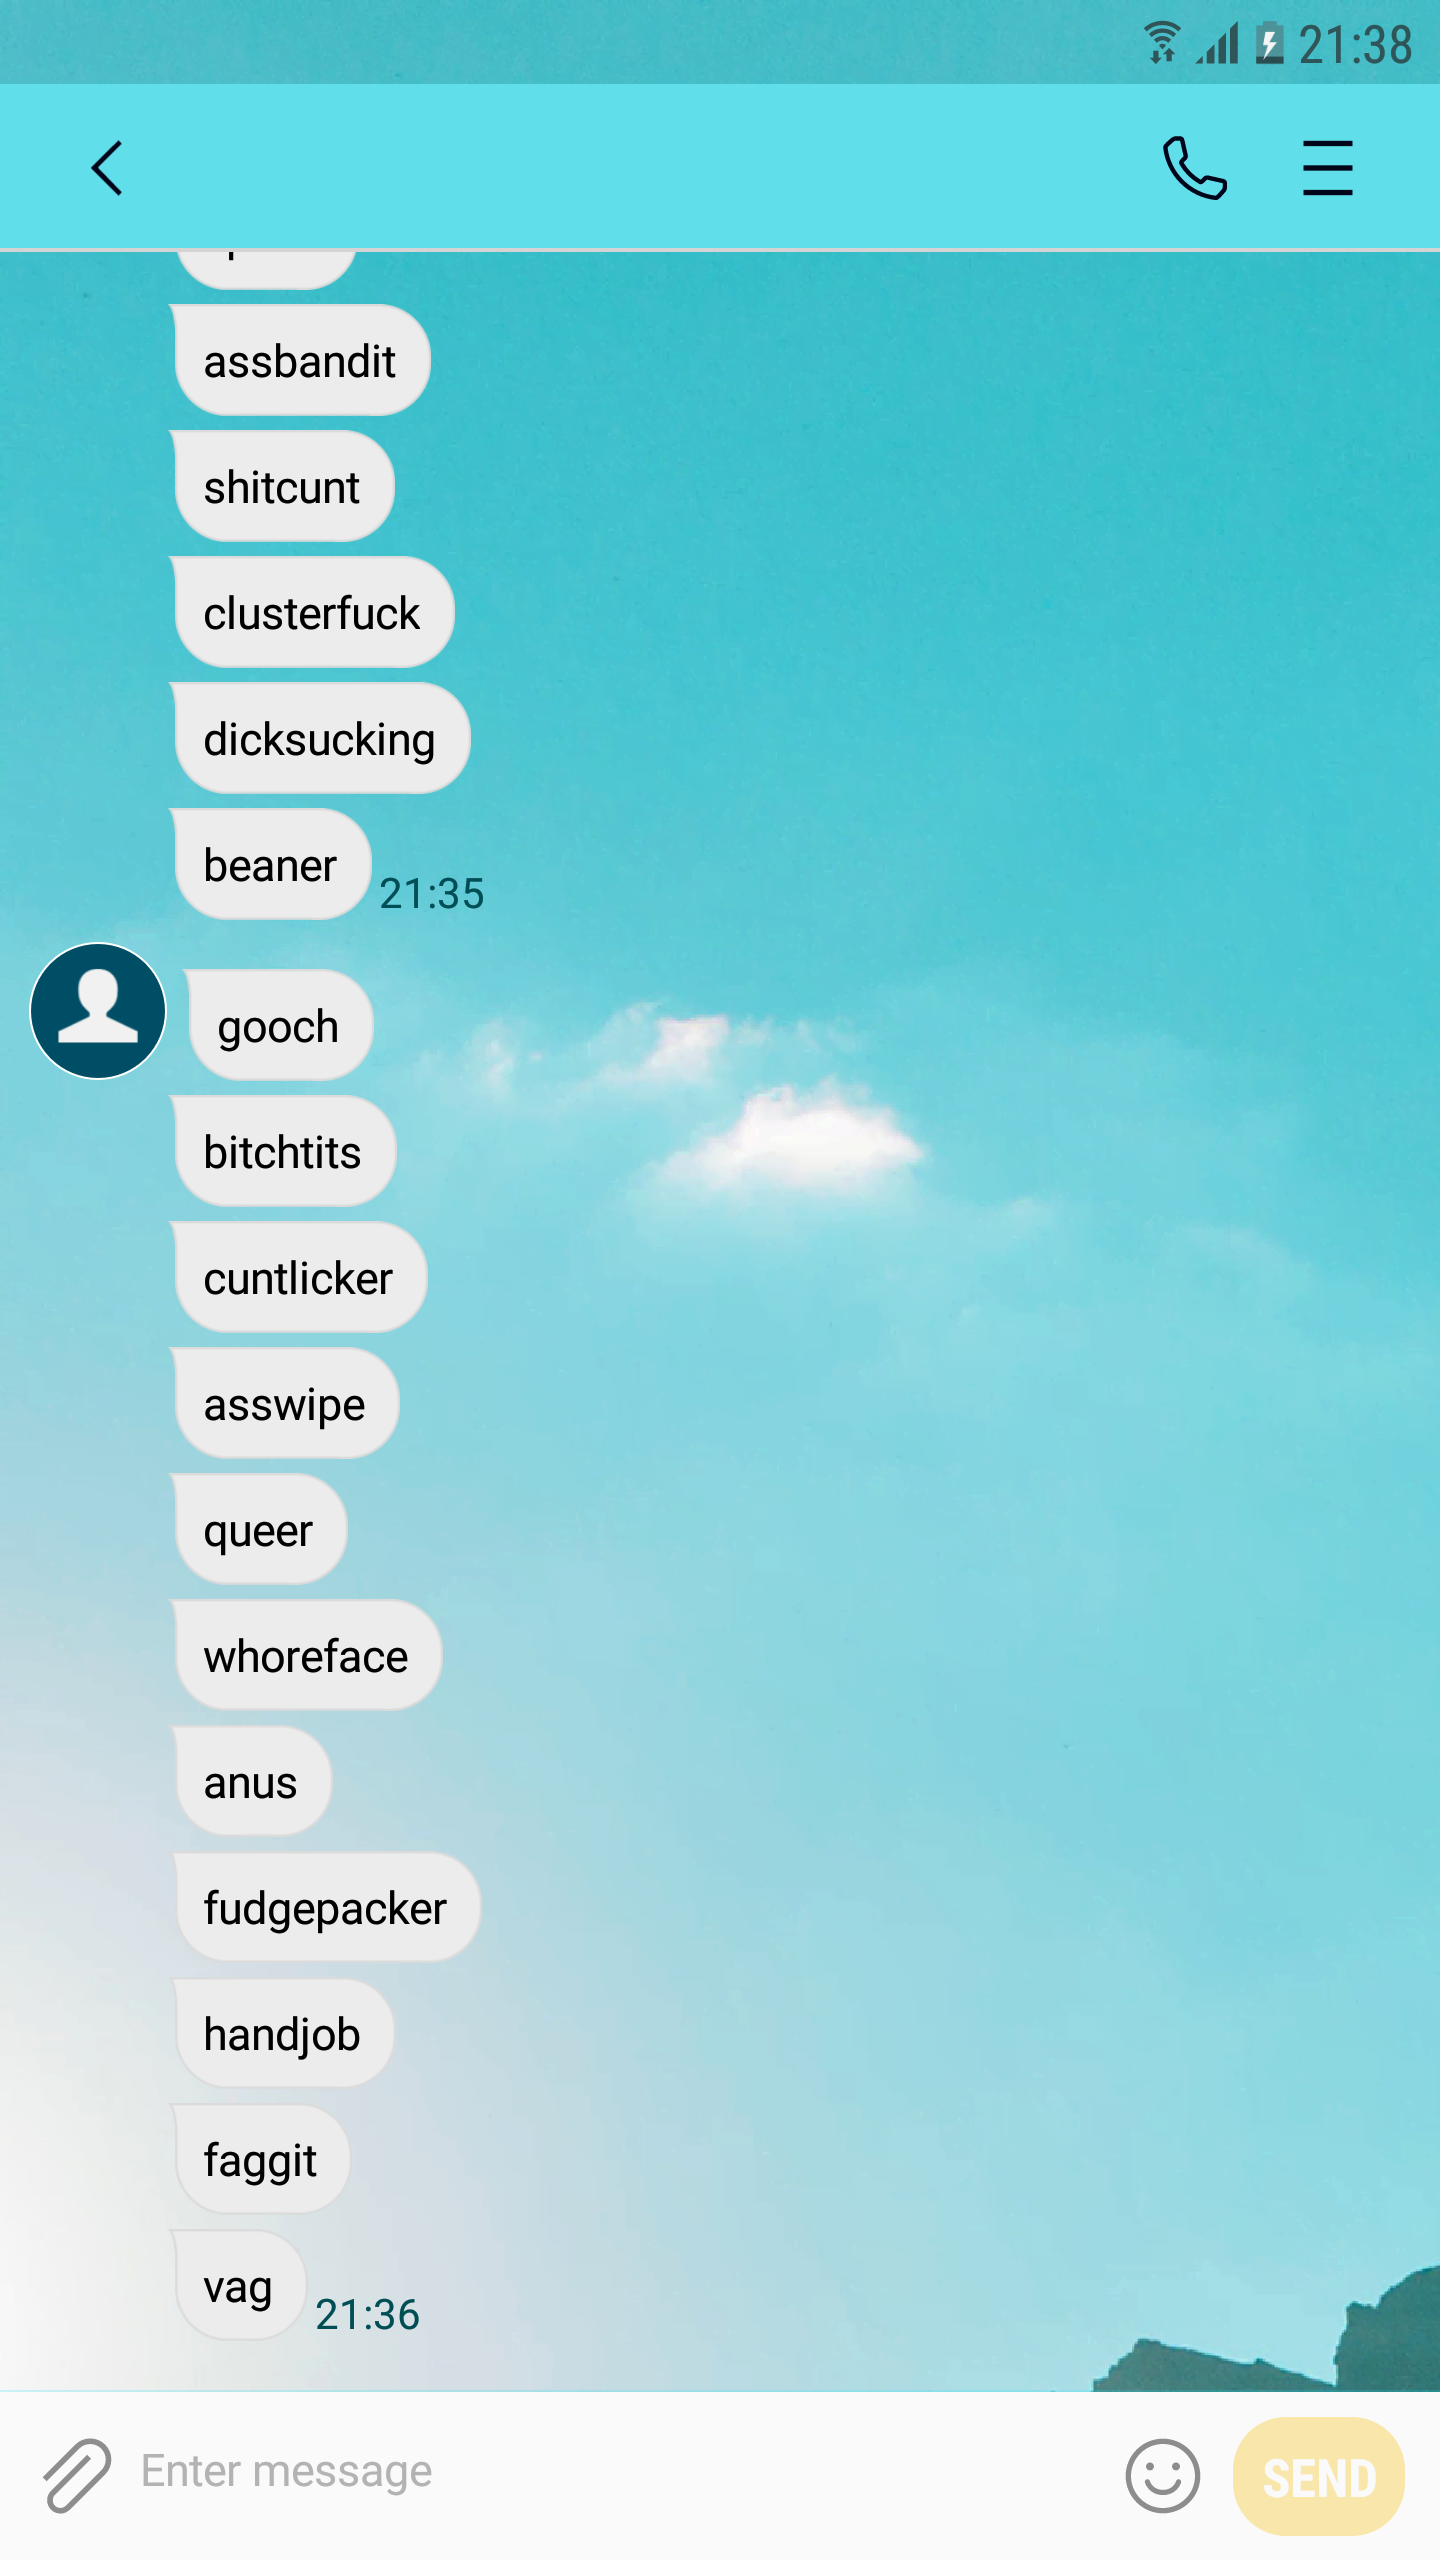 21:38
assbandit
shitcunt
clusterfuck
dicksucking
beaner
21:35
gooch
bitchtits
cuntlicker
asswipe
queer
whoreface
anus
fudgepacker
handjob
faggit
vag
21:36
Enter message
SEND